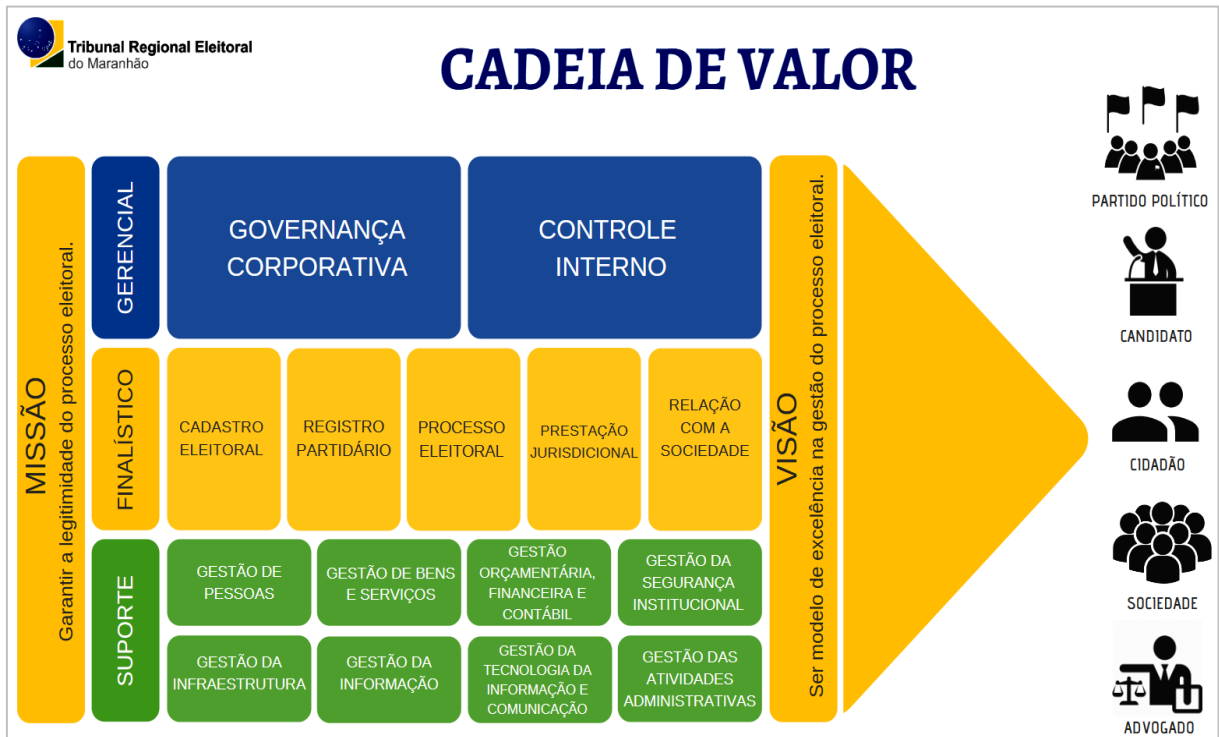 Tribunal Regional Eleitoral
do Maranhão
CADEIA DE VALOR
MISSÃO
Garantir a legitimidade do processo eleitoral.
GERENCIAL
GOVERNANÇA
CORPORATIVA
CONTROLE
INTERNO
FINALÍSTICO
CADASTRO
ELEITORAL
REGISTRO
PARTIDÁRIO
PROCESSO
ELEITORAL
PRESTAÇÃO
JURISDICIONAL
RELAÇÃO
COM A
SOCIEDADE
SUPORTE
GESTÃO DE
PESSOAS
GESTÃO DE BENS
E SERVIÇOS
GESTÃO
ORÇAMENTÁRIA,
FINANCEIRA E
CONTÁBIL
GESTÃO DA
SEGURANÇA
INSTITUCIONAL
GESTÃO DA
INFRAESTRUTURA
GESTÃO DA
INFORMAÇÃO
GESTÃO DA
TECNOLOGIA DA
INFORMAÇÃO E
COMUNICAÇÃO
GESTÃO DAS
ATIVIDADES
ADMINISTRATIVAS
VISÃO
Ser modelo de excelência na gestão do processo eleitoral.
PARTIDO POLÍTICO
CANDIDATO
CIDADÃO
SOCIEDADE
ADVOGADO